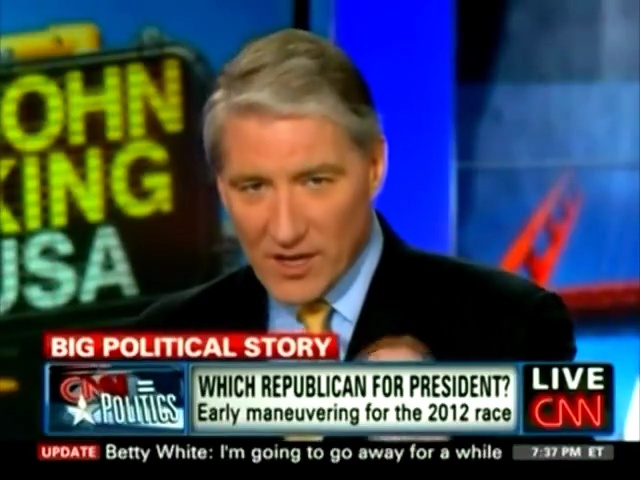 OHN
KING
USA
BIG POLITICAL STORY
CNN=
POLITICS
WHICH REPUBLICAN FOR PRESIDENT?
Early maneuvering for the 2012 race
LIVE
CNN
UPDATE Betty White: I'm going to go away for a while 7:37 PM ET